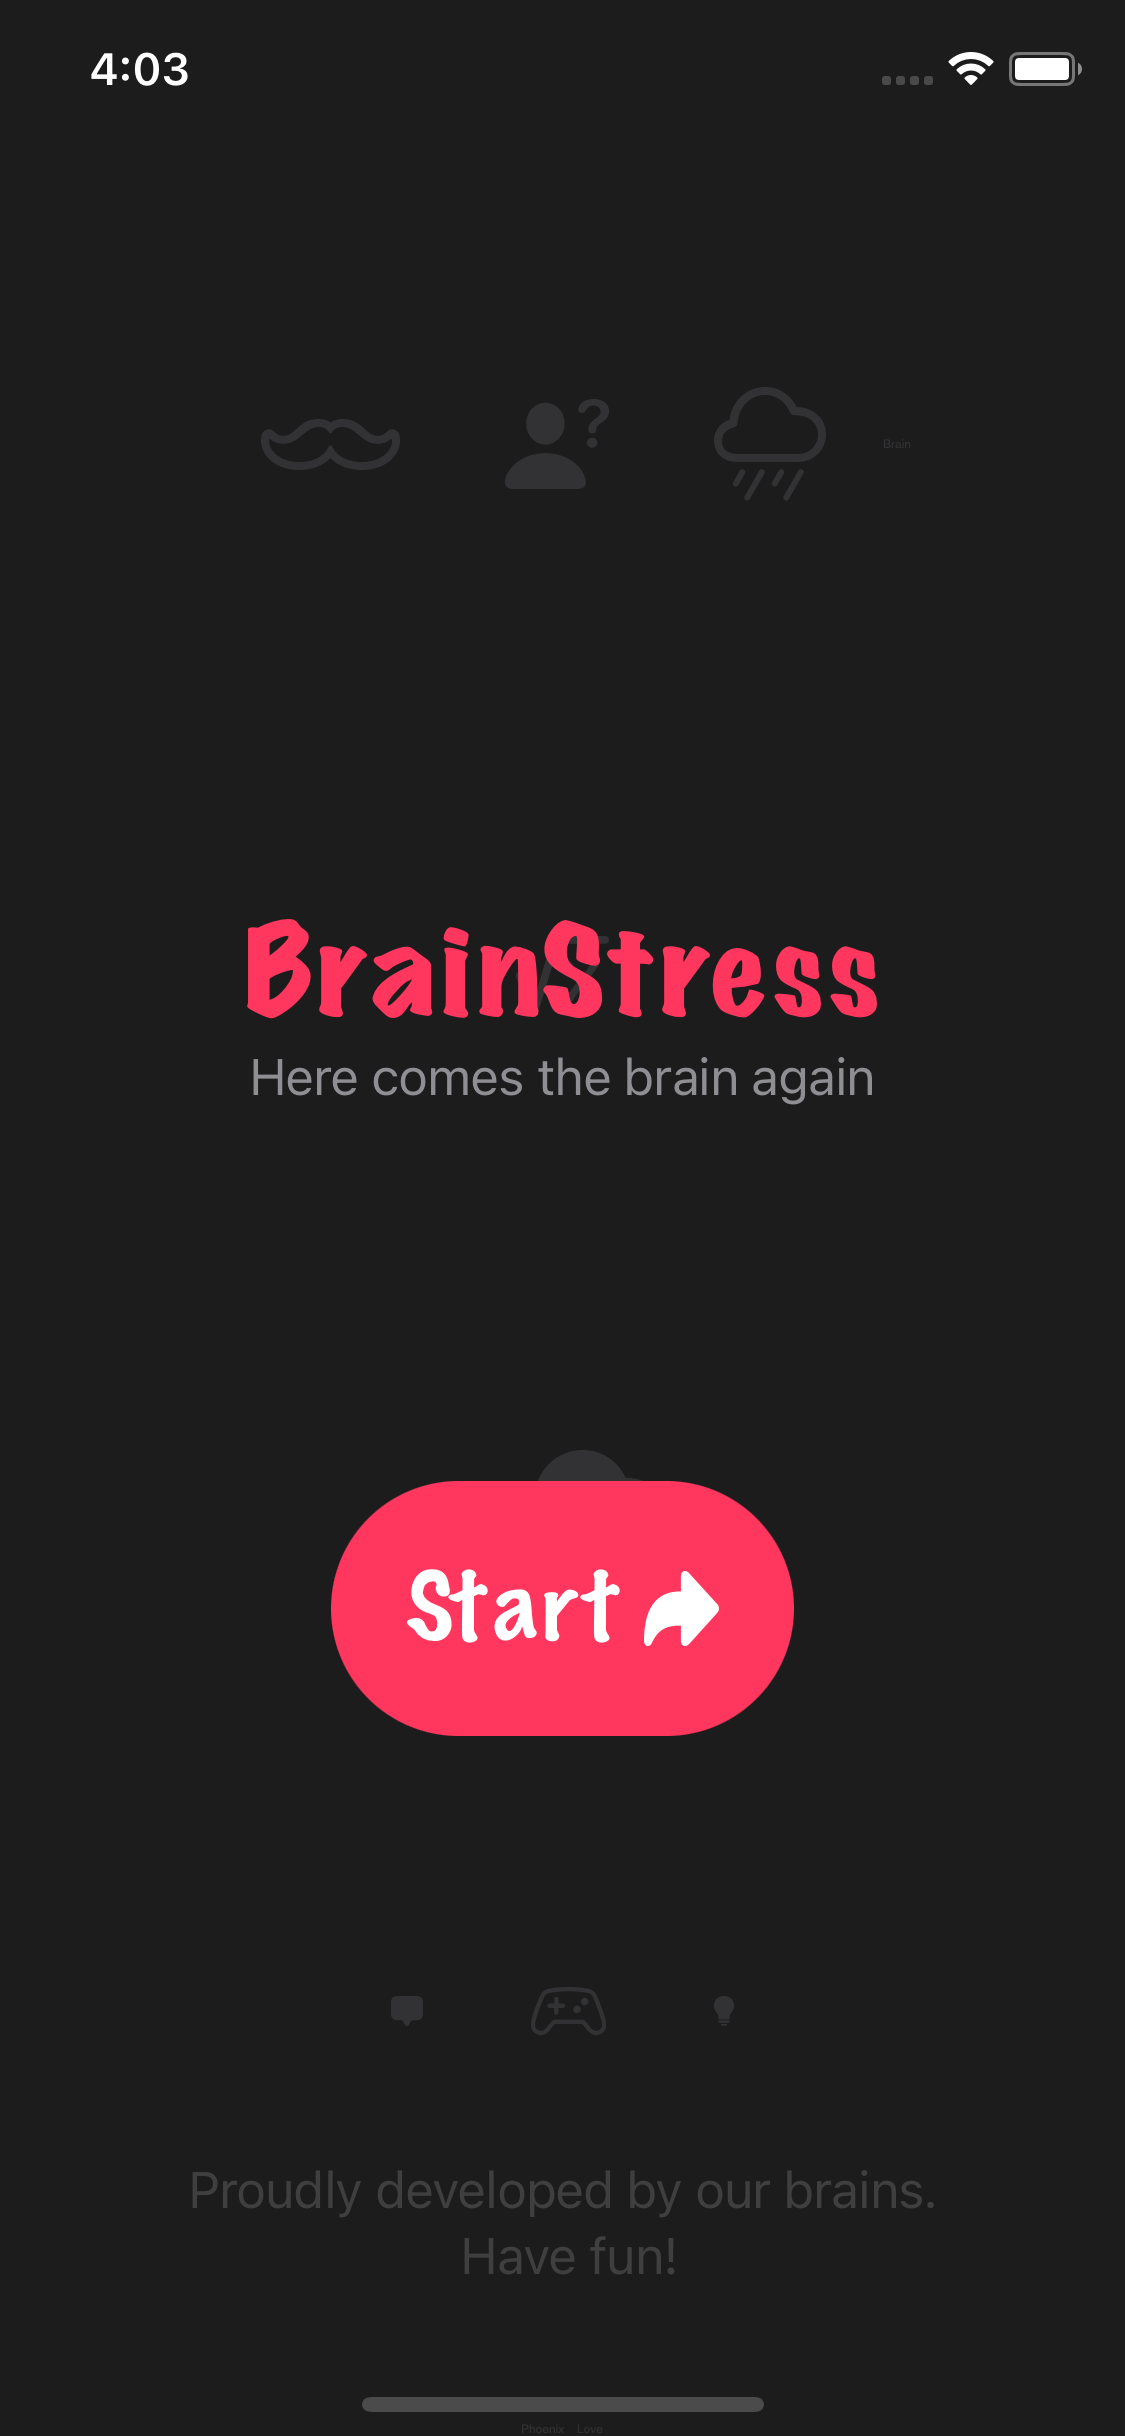 4:03
?
Brain
BrainStress
Here comes the brain again
Start
Proudly developed by our brains.
Have fun!
Phoenix Love